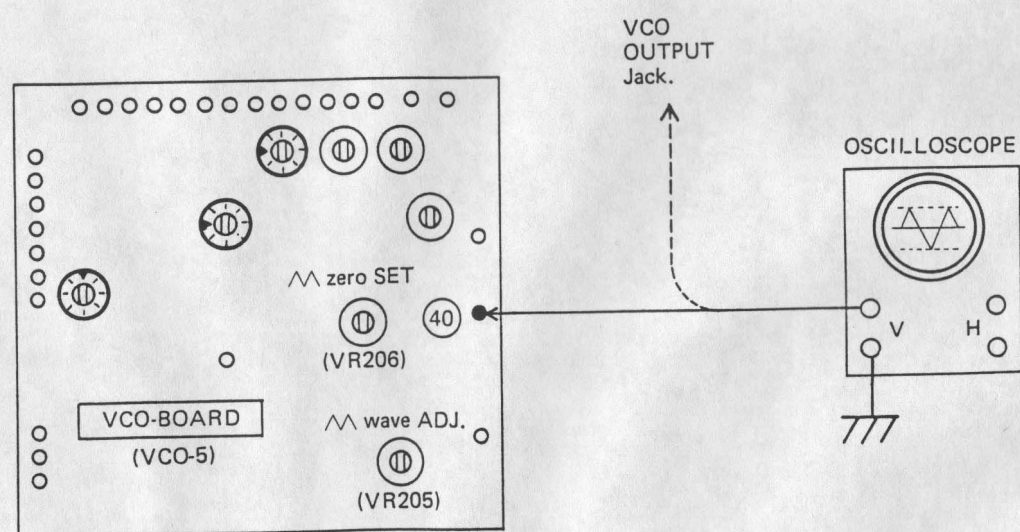 VCO
OUTPUT
Jack.
OSCILLOSCOPE
zero SET
40
(VR206)
V
H
VCO-BOARD
(VCO-5)
wave ADJ.
(VR205)